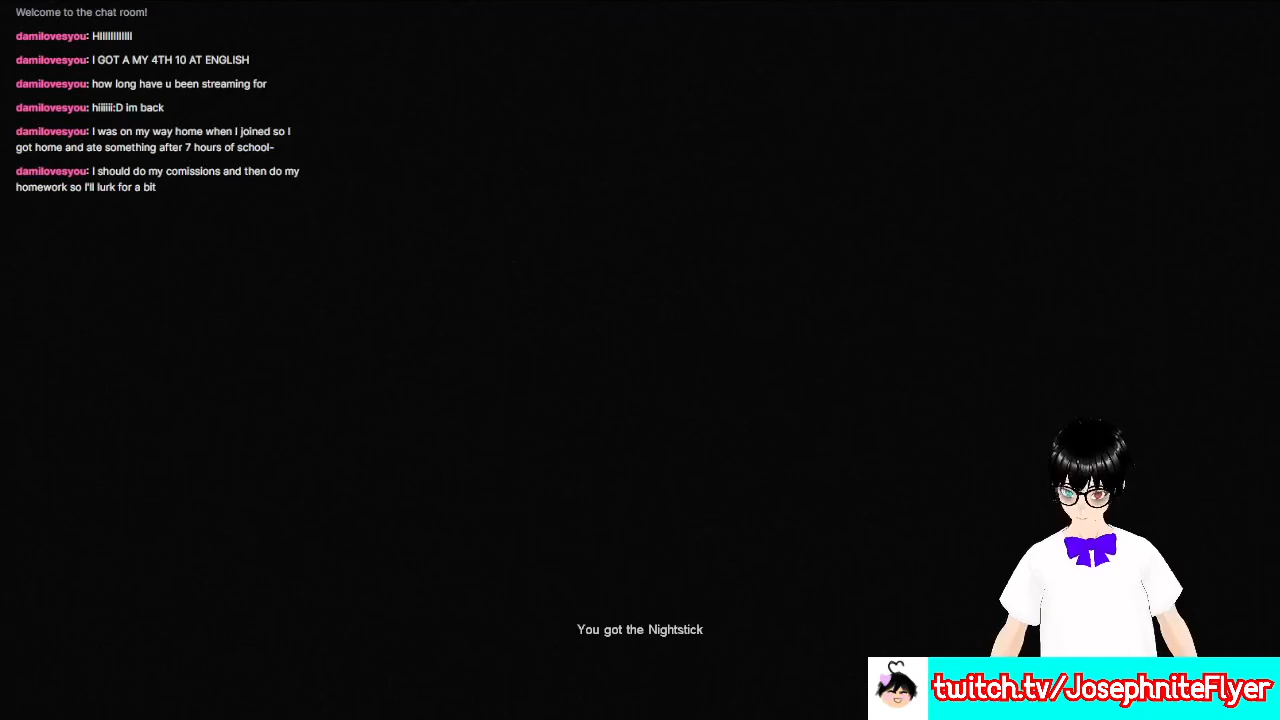 Welcome to the chat room!
damilovesyou: HIIIIIIIIIIII
damilovesyou: I GOT A MY 4TH 10 AT ENGLISH
damilovesyou: how long have u been streaming for
damilovesyou: hiiiiii:D im back
damilovesyou: I was on my way home when I joined so I
got home and ate something after 7 hours of school-
damilovesyou: I should do my comissions and then do my
homework so I'll lurk for a bit
You got the Nightstick
twitch.tv/JosephniteFlyer